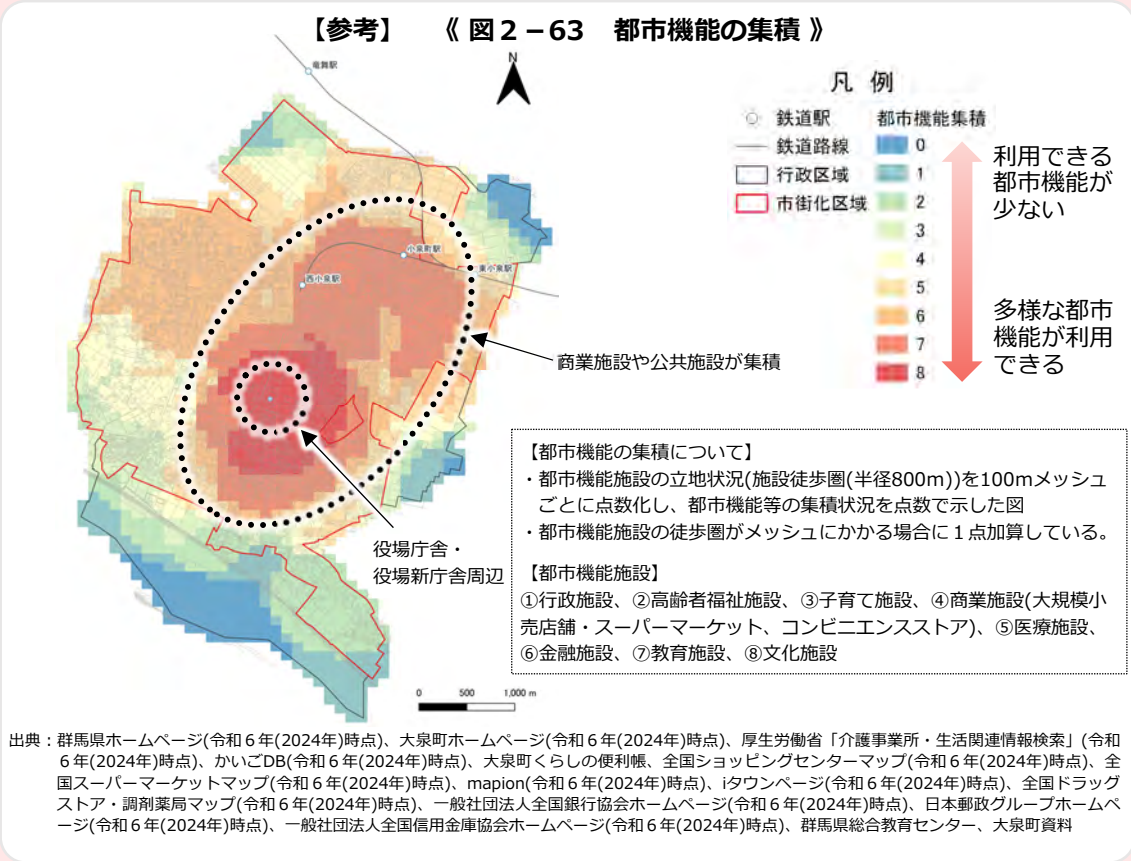 【参考】 《 図２－63 都市機能の集積 》
竜舞駅
N
小泉町駅
東小泉駅
西小泉駅
凡 例
鉄道駅
鉄道路線
行政区域
市街化区域
都市機能集積
0
1
2
3
4
5
6
7
8
利用できる
都市機能が
少ない
多様な都市
機能が利用
できる
商業施設や公共施設が集積
役場庁舎・
役場新庁舎周辺
【都市機能の集積について】
・都市機能施設の立地状況(施設徒歩圏(半径800m))を100mメッシュ
ごとに点数化し、都市機能等の集積状況を点数で示した図
・都市機能施設の徒歩圏がメッシュにかかる場合に１点加算している。
【都市機能施設】
①行政施設、②高齢者福祉施設、③子育て施設、④商業施設(大規模小
売店舗・スーパーマーケット、コンビニエンスストア)、⑤医療施設、
⑥金融施設、⑦教育施設、⑧文化施設
0 500 1,000 m
出典：群馬県ホームページ(令和６年(2024年)時点)、大泉町ホームページ(令和６年(2024年)時点)、厚生労働省「介護事業所・生活関連情報検索」(令和
６年(2024年)時点)、かいごDB(令和６年(2024年)時点)、大泉町くらしの便利帳、全国ショッピングセンターマップ(令和６年(2024年)時点)、全
国スーパーマーケットマップ(令和６年(2024年)時点)、mapion(令和６年(2024年)時点)、iタウンページ(令和６年(2024年)時点)、全国ドラッグ
ストア・調剤薬局マップ(令和６年(2024年)時点)、一般社団法人全国銀行協会ホームページ(令和６年(2024年)時点)、日本郵政グループホームペ
ージ(令和６年(2024年)時点)、一般社団法人全国信用金庫協会ホームページ(令和６年(2024年)時点)、群馬県総合教育センター、大泉町資料